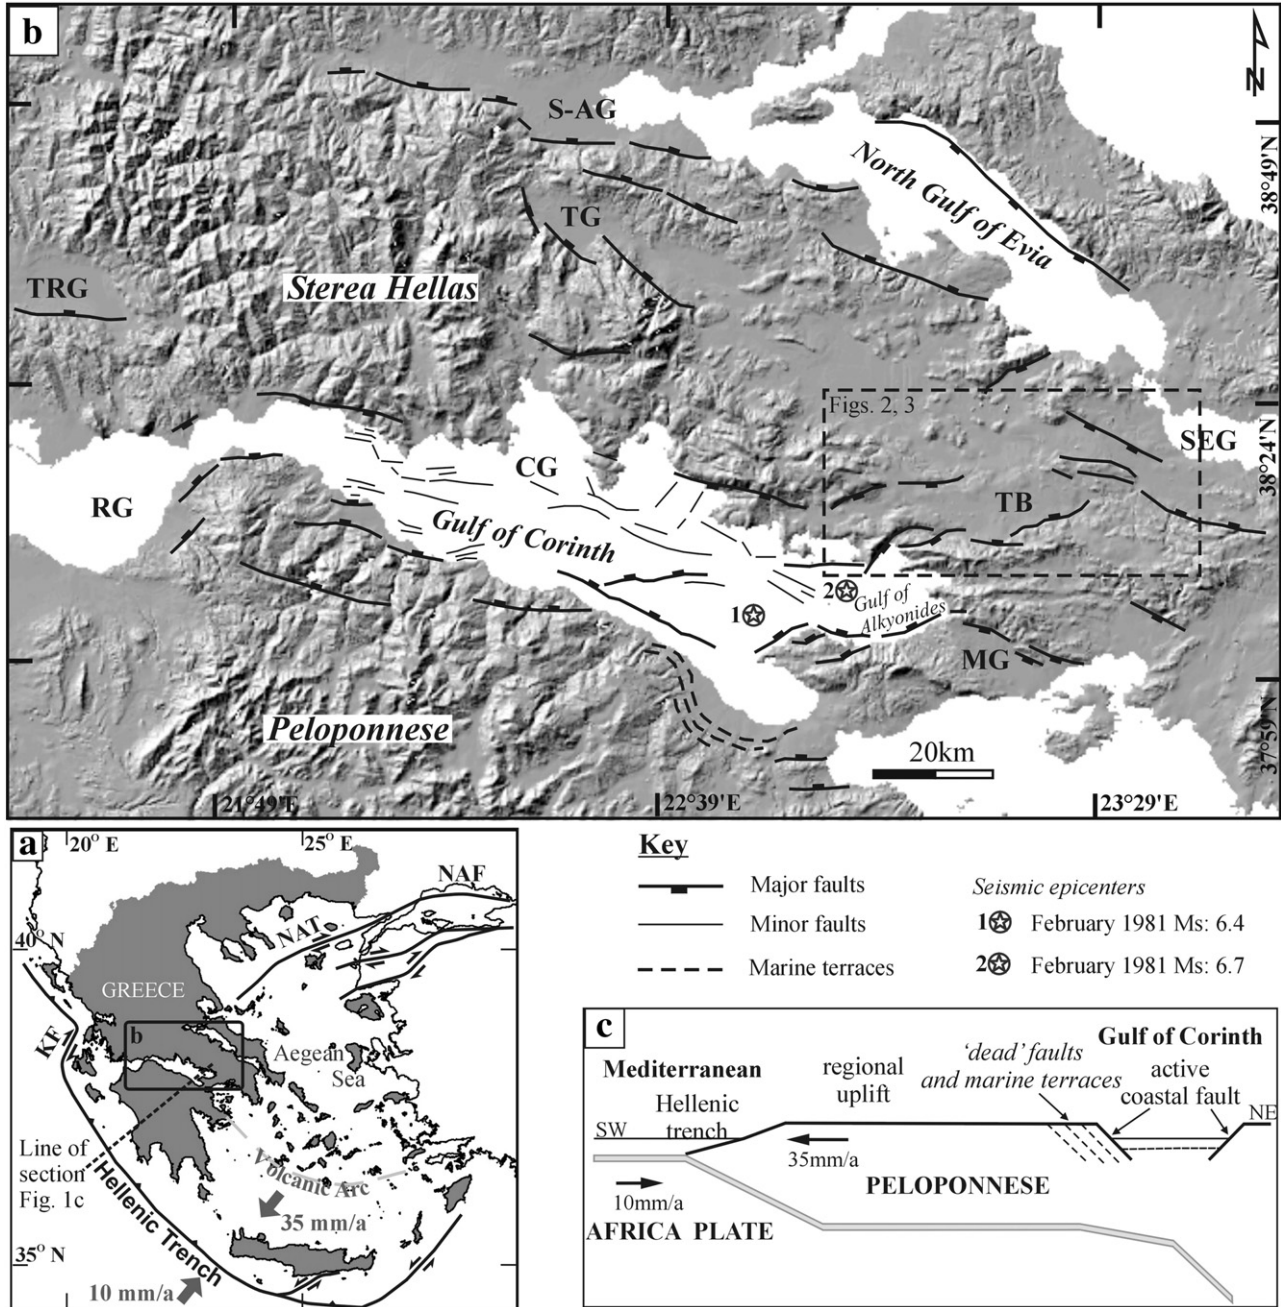 b
N
S-AG
North Gulf of Evia
38°49'N
TG
TRG
Sterea Hellas
Figs. 2, 3
SEG
38°24'N
CG
RG
TB
Gulf of Corinth
2
1
Gulf of
Alkyonides
MG
Peloponnese
20km
37°59'N
21°49'E
22°39'E
23°29'E
a
20° E
25° E
NAF
NAT
40° N
GREECE
b
KF
Aegean
Sea
Line of
section
Fig. 1c
Volcanic Arc
Hellenic Trench
35 mm/a
35° N
10 mm/a
Key
Major faults
Minor faults
Marine terraces
Seismic epicenters
1 February 1981 Ms: 6.4
2 February 1981 Ms: 6.7
c
Mediterranean
regional
uplift
'dead' faults
and marine terraces
Gulf of Corinth
active
coastal fault
Hellenic
trench
SW
NE
35mm/a
10mm/a
PELOPONNESE
AFRICA PLATE